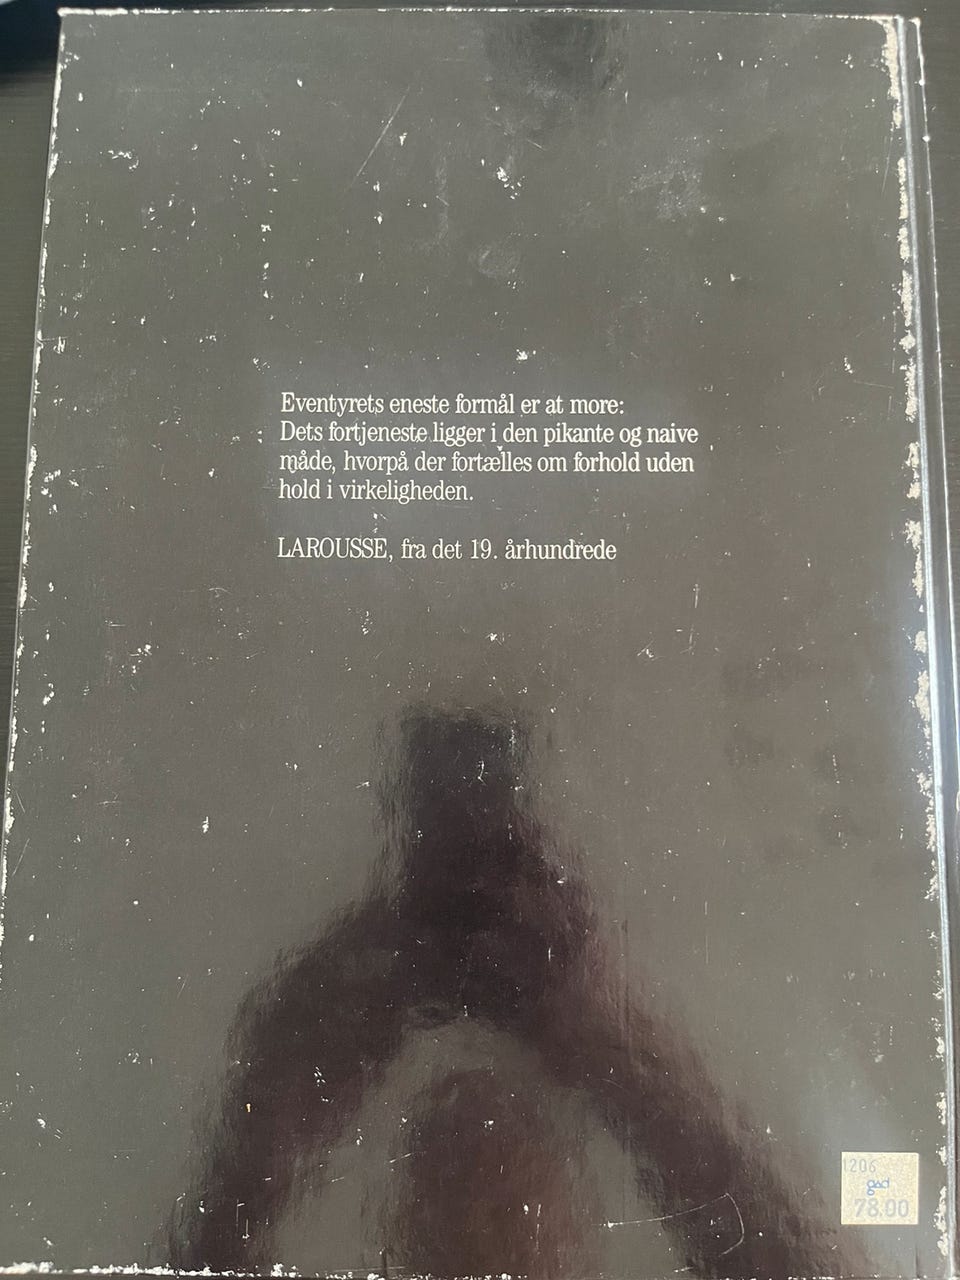 Eventyrets eneste formål er at more:
Dets fortjeneste ligger i den pikante og naive
måde, hvorpå der fortælles om forhold uden
hold i virkeligheden.
LAROUSSE, fra det 19. århundrede
1206
gad
78.00